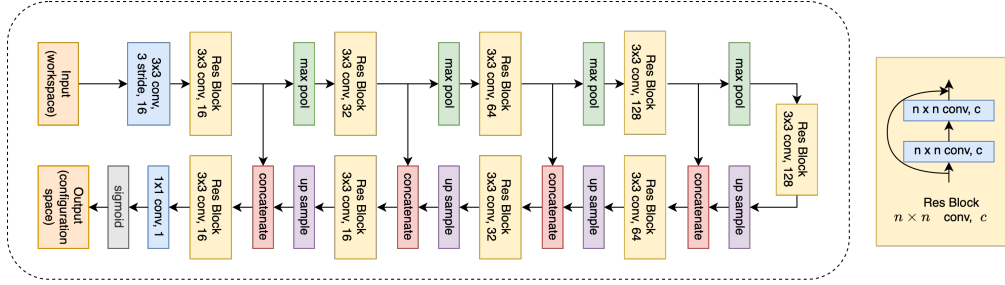 Input
(workspace)
3x3 conv,
3 stride, 16
Res Block
3x3 conv, 16
max pool
Res Block
3x3 conv, 32
max pool
Res Block
3x3 conv, 64
max pool
Res Block
3x3 conv, 128
max pool
Res Block
3x3 conv, 128
up sample
concatenate
Res Block
3x3 conv, 64
up sample
concatenate
Res Block
3x3 conv, 32
up sample
concatenate
Res Block
3x3 conv, 16
up sample
concatenate
Res Block
3x3 conv, 16
1x1 conv, 1
sigmoid
Output
(configuration
space)
n x n conv, c
n x n conv, c
Res Block
n × n conv, c